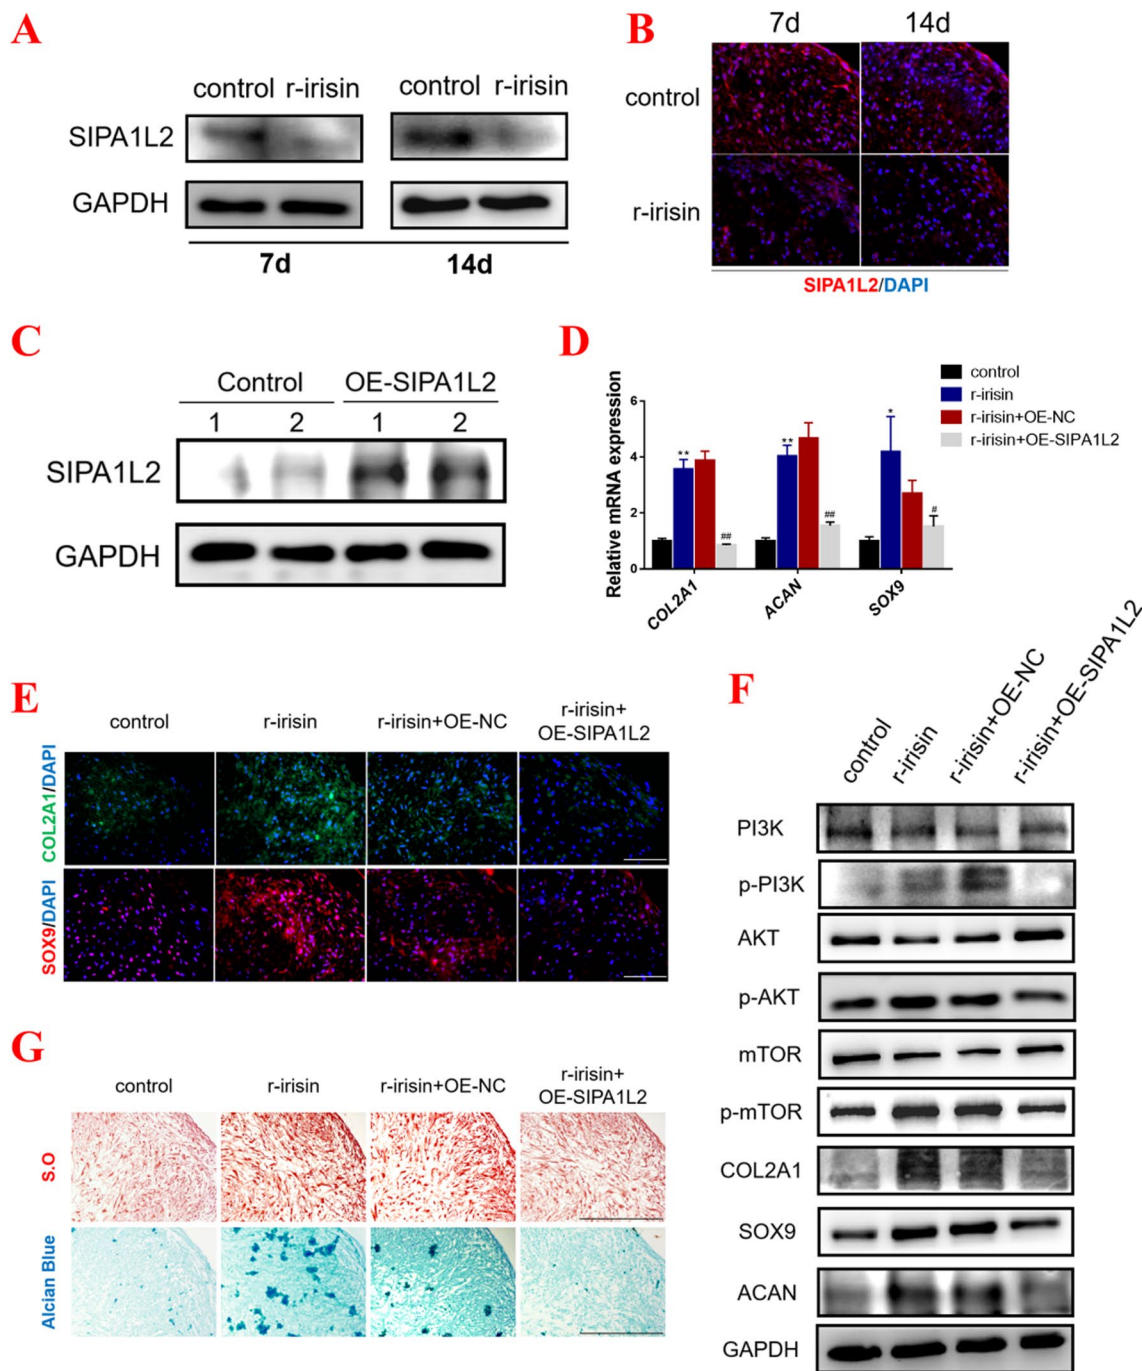 A
control r-irisin control r-irisin
SIPA1L2
GAPDH
7d 14d
B
7d 14d
control
r-irisin
SIPA1L2/DAPI
C
Control OE-SIPA1L2
1 2 1 2
SIPA1L2
GAPDH
D
control
r-irisin
r-irisin+OE-NC
r-irisin+OE-SIPA1L2
Relative mRNA expression
8
6
4
2
0
** ## ** ## * #
COL2A1 ACAN SOX9
E
control r-irisin r-irisin+OE-NC r-irisin+
OE-SIPA1L2
COL2A1/DAPI
SOX9/DAPI
F
control r-irisin r-irisin+OE-NC r-irisin+OE-SIPA1L2
PI3K
p-PI3K
AKT
p-AKT
mTOR
p-mTOR
COL2A1
SOX9
ACAN
GAPDH
G
control r-irisin r-irisin+OE-NC r-irisin+
OE-SIPA1L2
S.O
Alcian Blue